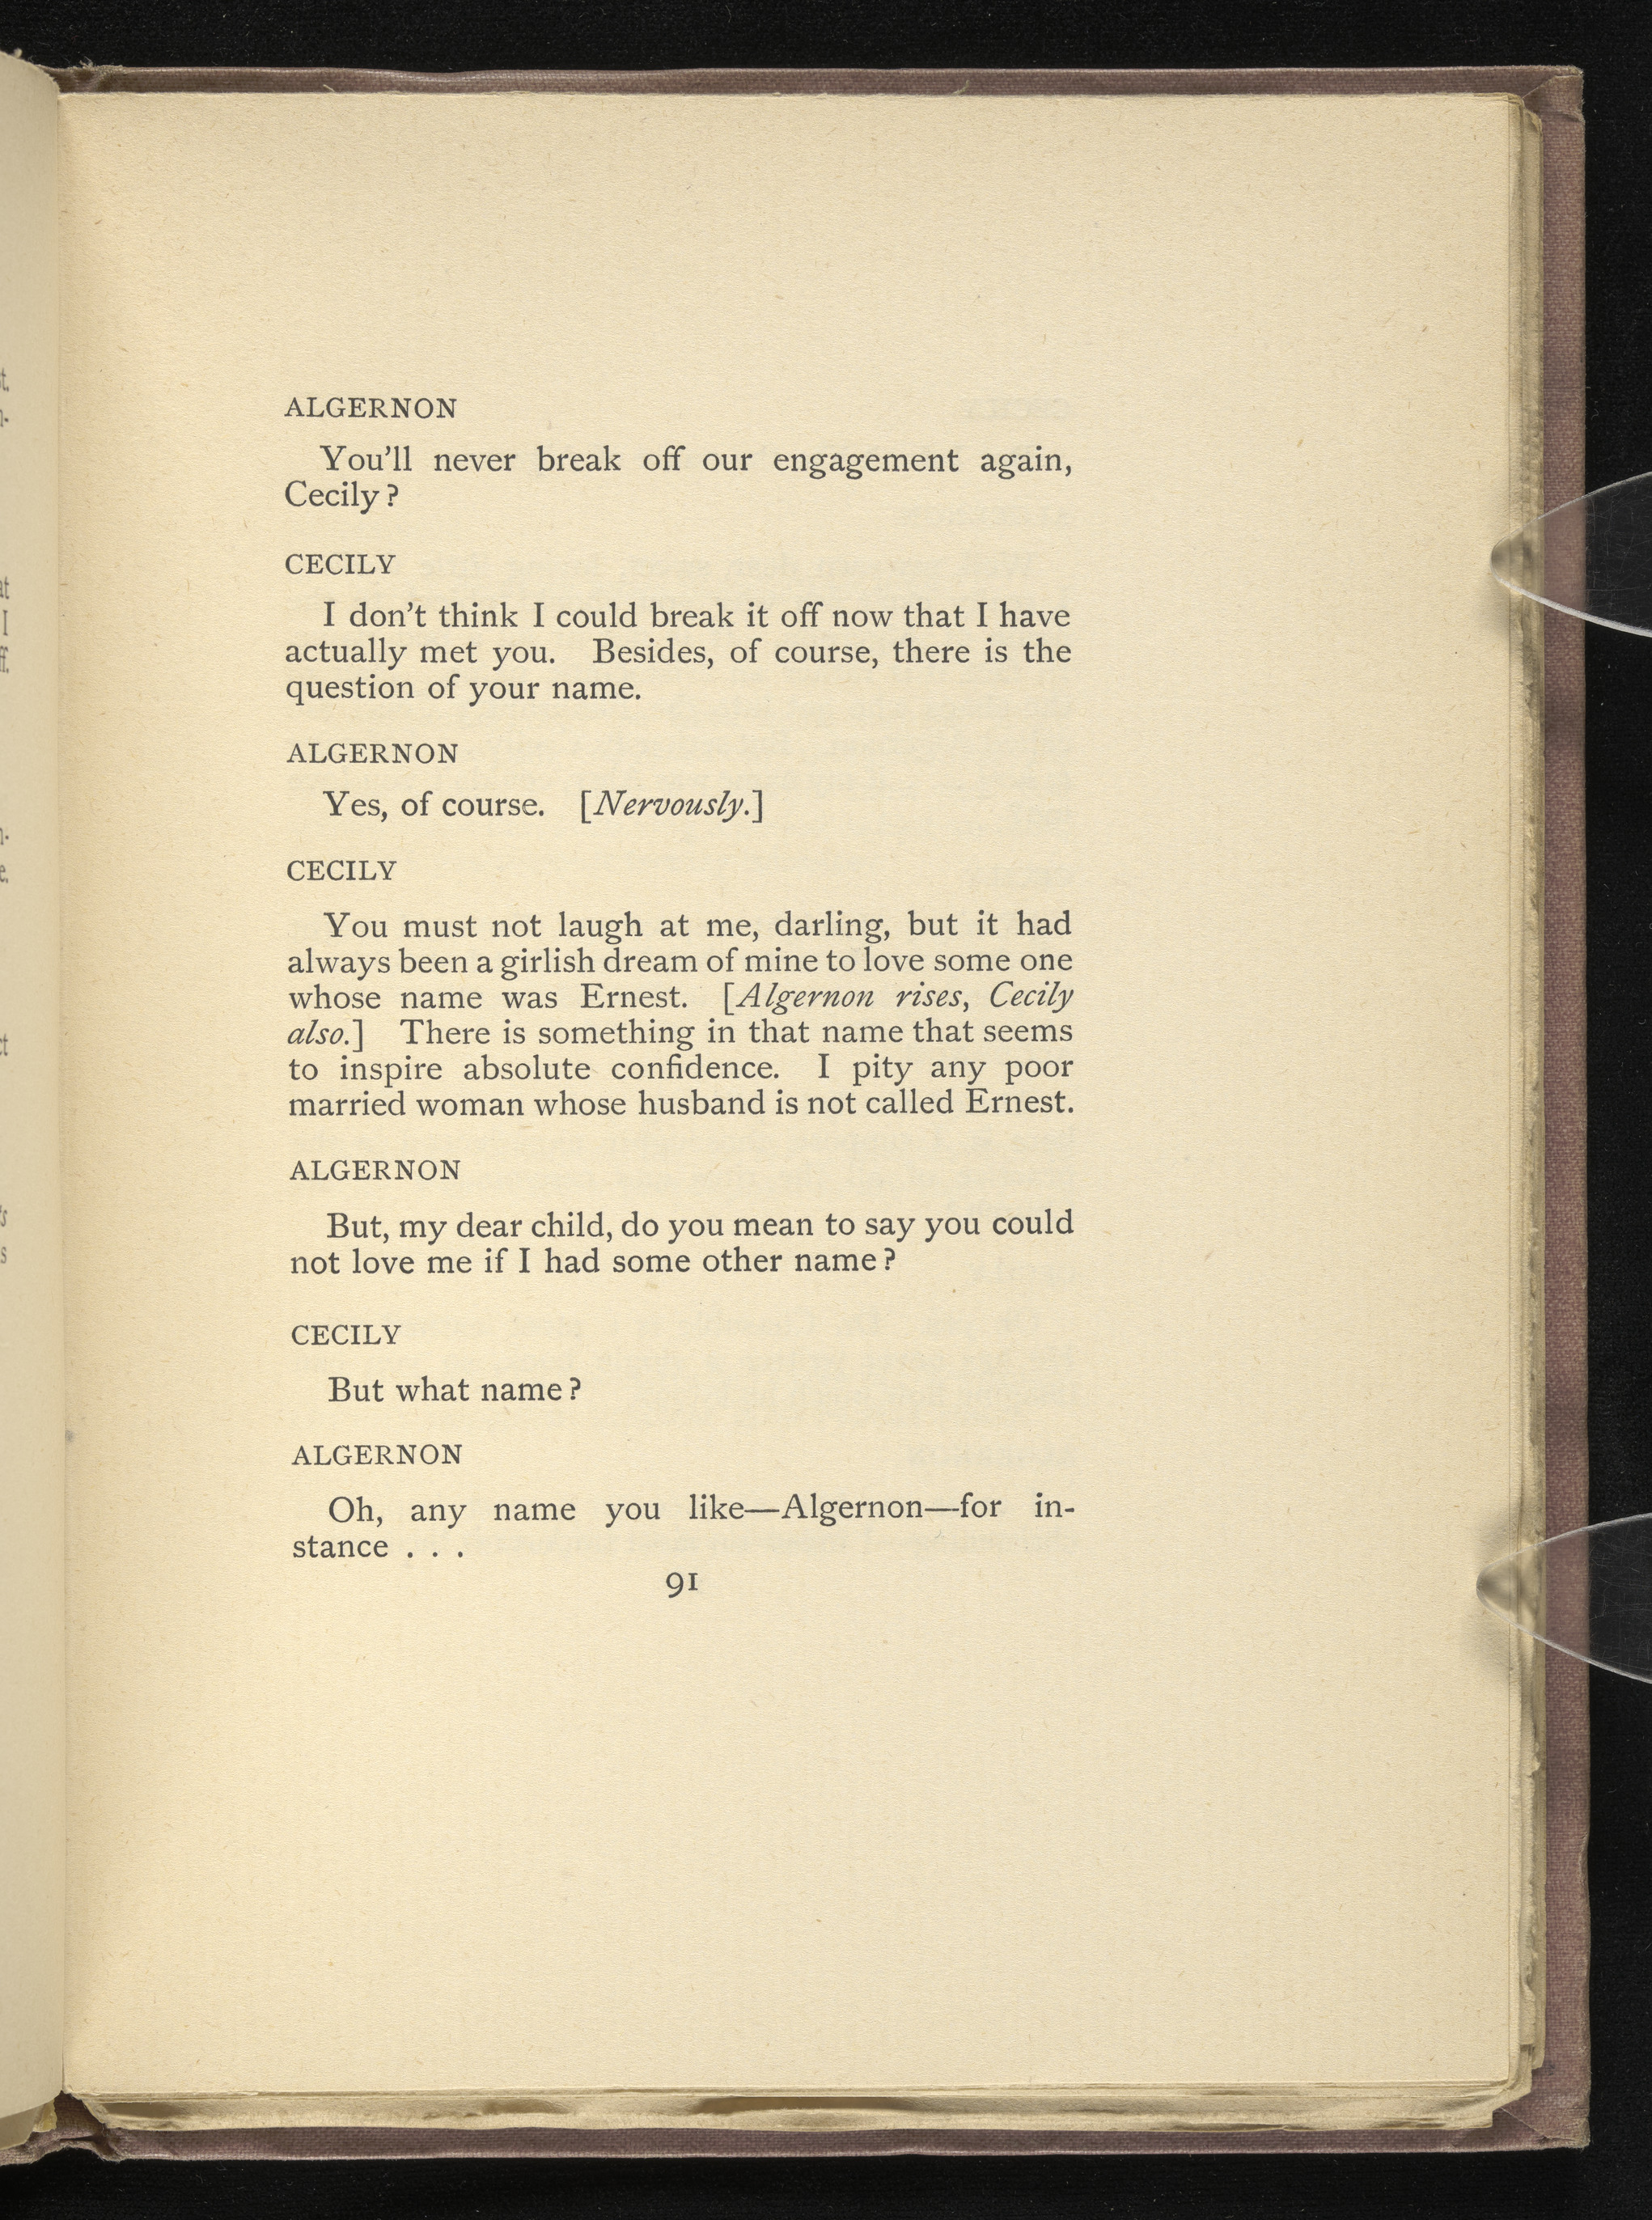 ALGERNON
You'll never break off our engagement again,
Cecily?
CECILY
I don't think I could break it off now that I have
actually met you. Besides, of course, there is the
question of your name.
ALGERNON
Yes, of course. [Nervously.]
CECILY
You must not laugh at me, darling, but it had
always been a girlish dream of mine to love some one
whose name was Ernest. [Algernon rises, Cecily
also.] There is something in that name that seems
to inspire absolute confidence. I pity any poor
married woman whose husband is not called Ernest.
ALGERNON
But, my dear child, do you mean to say you could
not love me if I had some other name?
CECILY
But what name?
ALGERNON
Oh, any name you like—Algernon—for in-
stance . . .
91